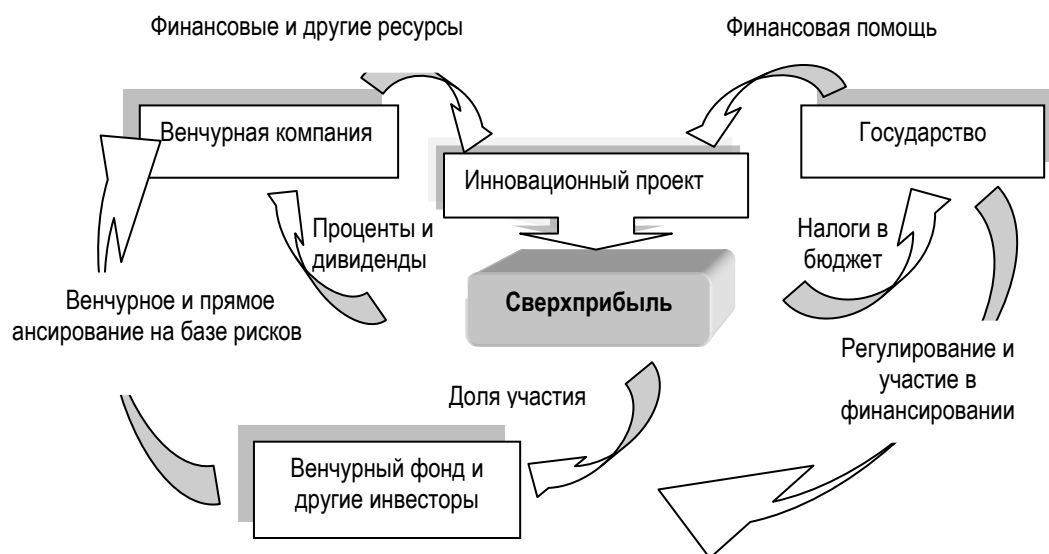 Финансовые и другие ресурсы
Финансовая помощь
Венчурная компания
Государство
Инновационный проект
Проценты и
дивиденды
Налоги в
бюджет
Сверхприбыль
Венчурное и прямое
ансирование на базе рисков
Регулирование и
участие в
финансировании
Доля участия
Венчурный фонд и
другие инвесторы